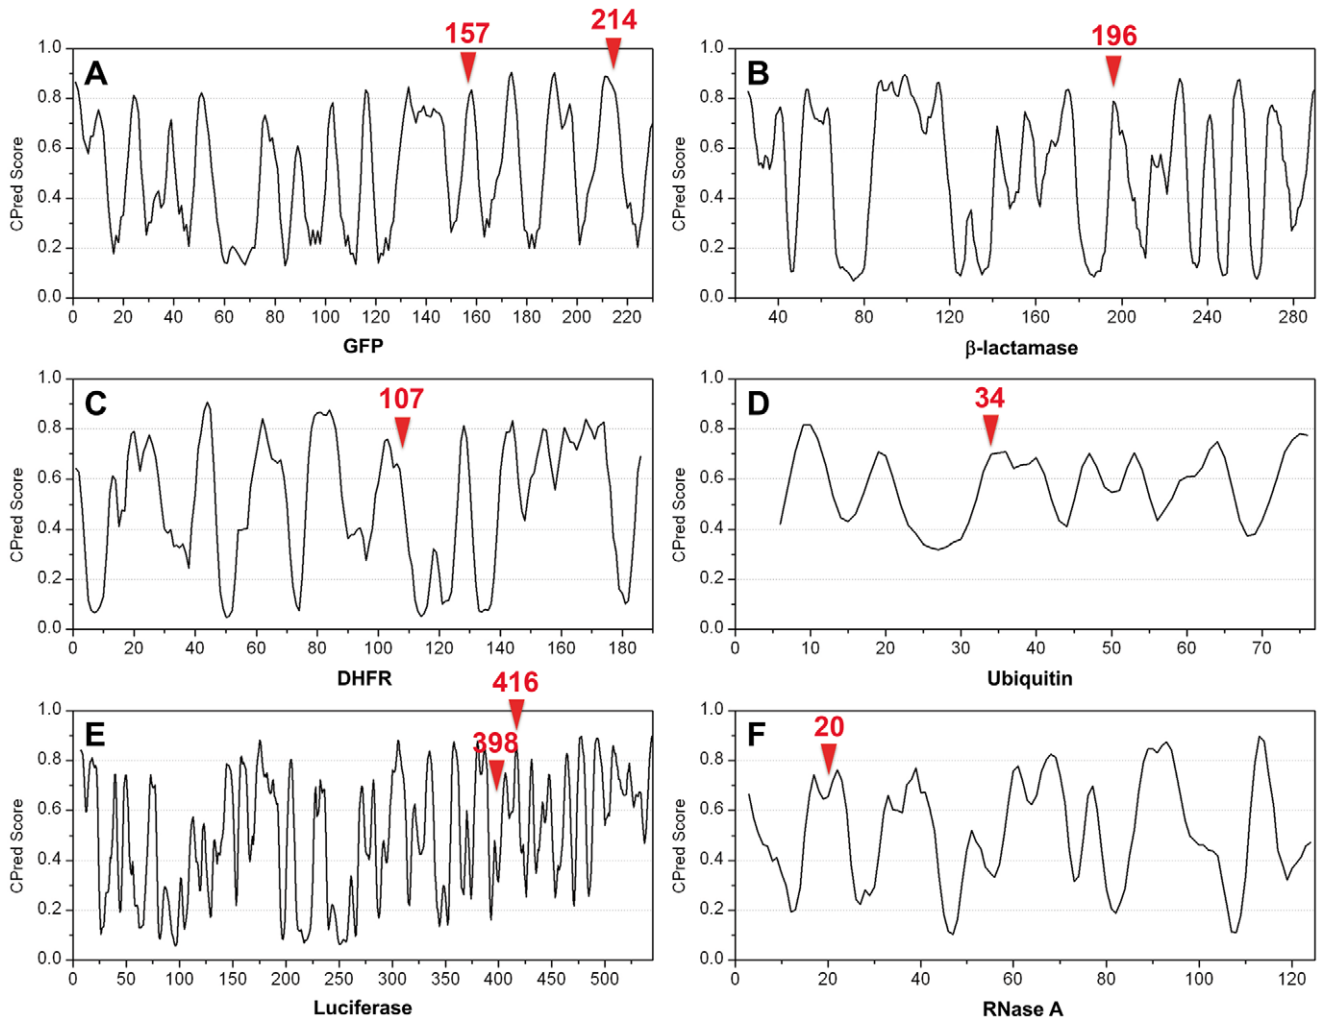 157
214
A
1.0
0.8
0.6
0.4
0.2
0.0
CPred Score
0 20 40 60 80 100 120 140 160 180 200 220
GFP
196
B
1.0
0.8
0.6
0.4
0.2
0.0
CPred Score
40 80 120 160 200 240 280
β-lactamase
107
C
1.0
0.8
0.6
0.4
0.2
0.0
CPred Score
0 20 40 60 80 100 120 140 160 180
DHFR
34
D
1.0
0.8
0.6
0.4
0.2
0.0
CPred Score
0 10 20 30 40 50 60 70
Ubiquitin
416
398
E
1.0
0.8
0.6
0.4
0.2
0.0
CPred Score
0 50 100 150 200 250 300 350 400 450 500
Luciferase
20
F
1.0
0.8
0.6
0.4
0.2
0.0
CPred Score
0 20 40 60 80 100 120
RNase A